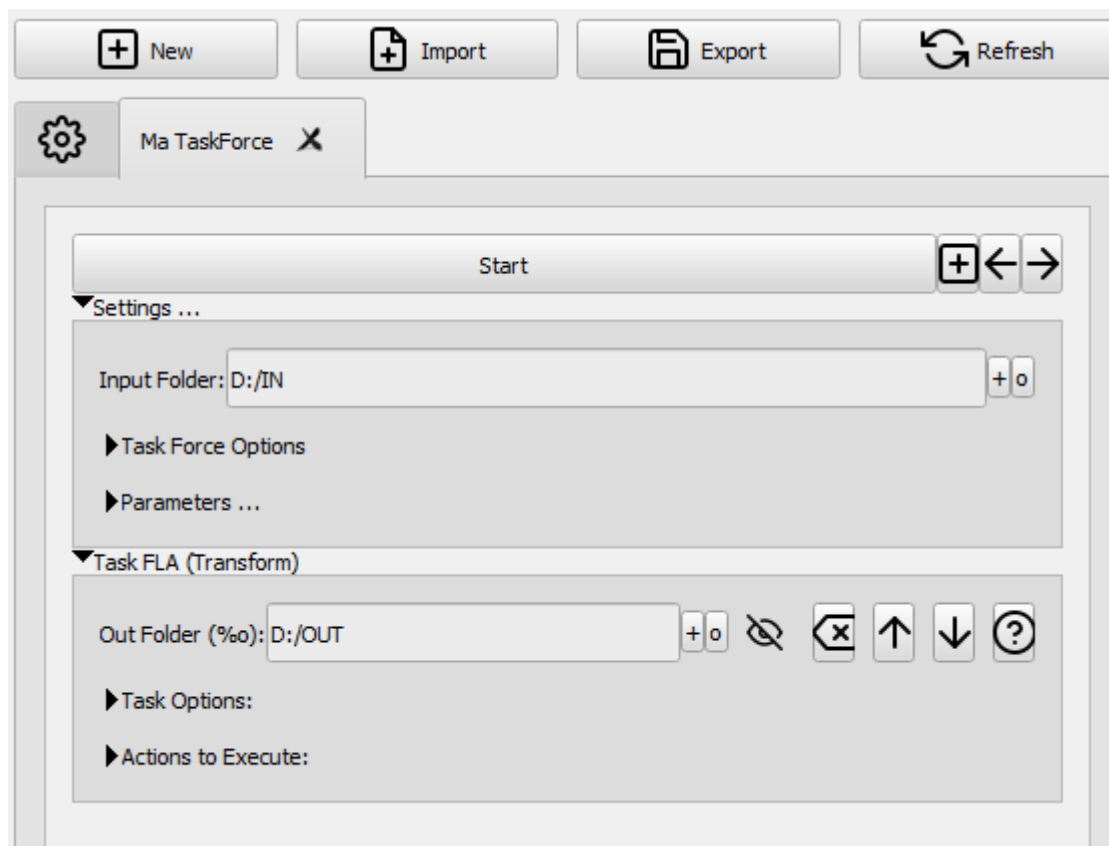 New Import Export Refresh
Ma TaskForce
Start
Settings ...
Input Folder: D:/IN + o
Task Force Options
Parameters ...
Task FLA (Transform)
Out Folder (%o): D:/OUT + o
Task Options:
Actions to Execute: